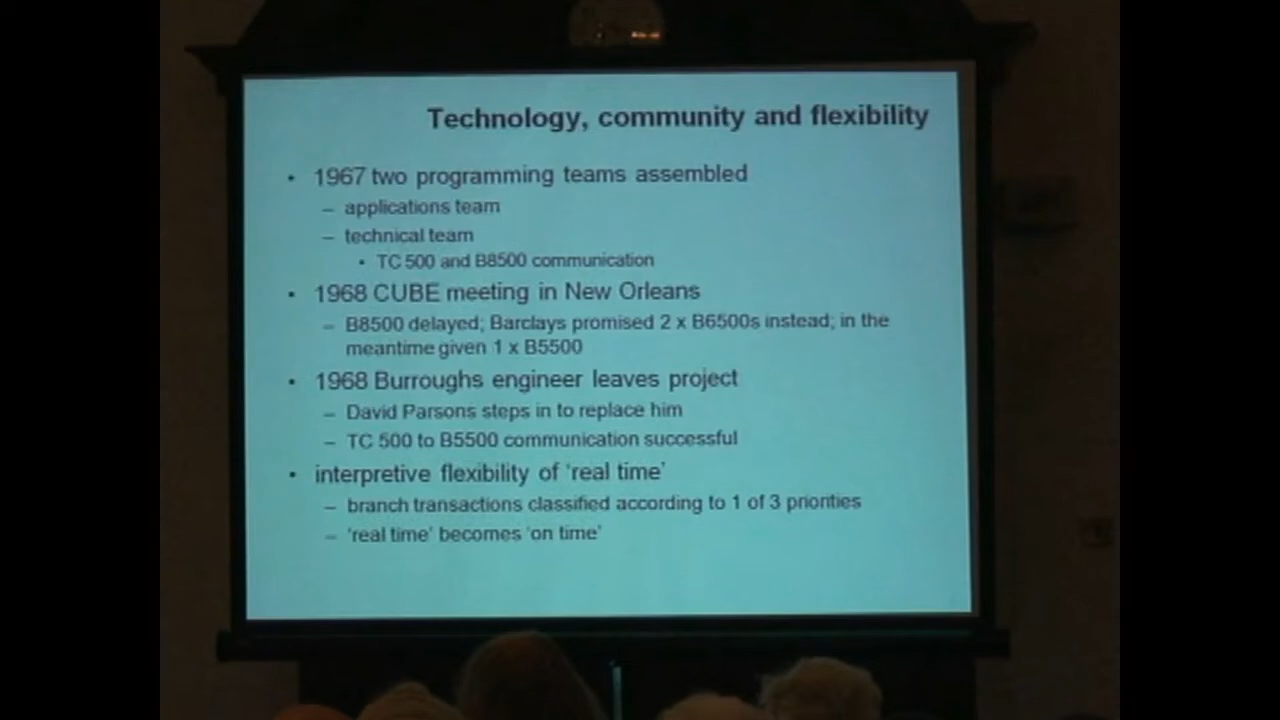 Technology, community and flexibility
• 1967 two programming teams assembled
– applications team
– technical team
• TC 500 and B8500 communication
• 1968 CUBE meeting in New Orleans
– B8500 delayed; Barclays promised 2 x B6500s instead; in the
meantime given 1 x B5500
• 1968 Burroughs engineer leaves project
– David Parsons steps in to replace him
– TC 500 to B5500 communication successful
• interpretive flexibility of ‘real time’
– branch transactions classified according to 1 of 3 priorities
– ‘real time’ becomes ‘on time’